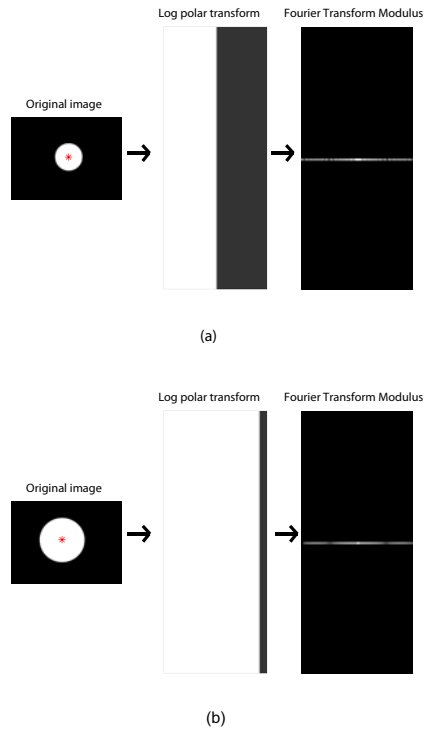 Log polar transform
Fourier Transform Modulus
Original image
(a)
Log polar transform
Fourier Transform Modulus
Original image
(b)